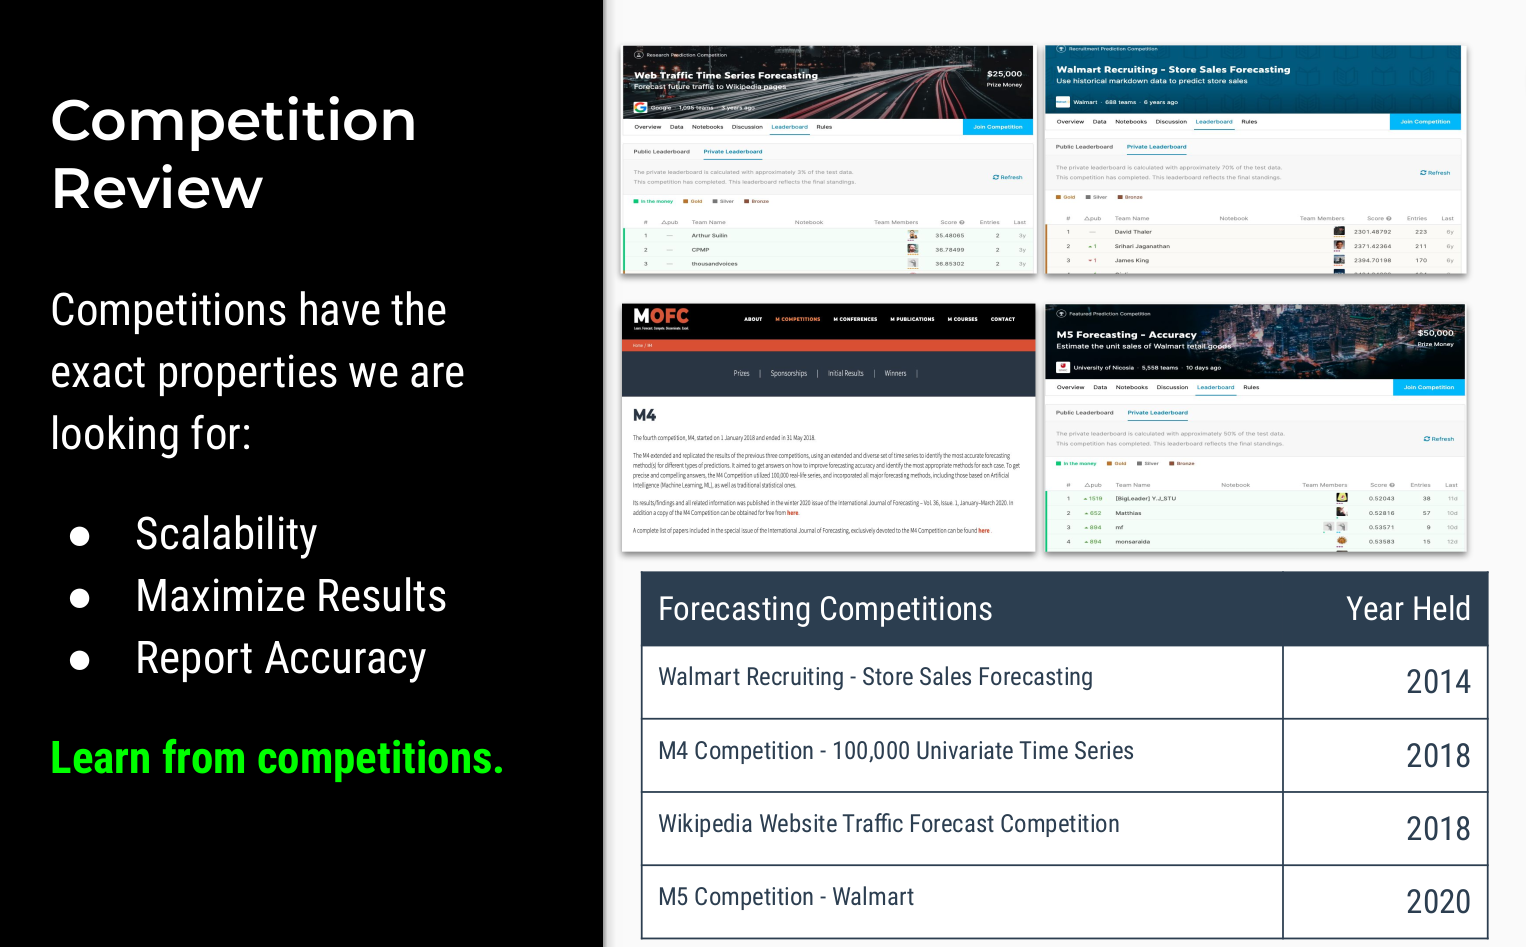 Competition
Review
Competitions have the
exact properties we are
looking for:
● Scalability
● Maximize Results
● Report Accuracy
Learn from competitions.
Research Prediction Competition
Web Traffic Time Series Forecasting
Forecast future traffic to Wikipedia pages
$25,000
Prize Money
Google · 1,095 teams · 3 years ago
Overview Data Notebooks Discussion Leaderboard Rules Join Competition
Public Leaderboard Private Leaderboard
The private leaderboard is calculated with approximately 3% of the test data.
This competition has completed. This leaderboard reflects the final standings.
Refresh
In the money Gold Silver Bronze
# △pub Team Name Notebook Team Members Score Entries Last
1 — Arthur Suilin 35.48065 2 3y
2 — CPMP 36.78499 2 3y
3 — thousandvoices 36.85302 2 3y
Recruitment Prediction Competition
Walmart Recruiting - Store Sales Forecasting
Use historical markdown data to predict store sales
Walmart · 688 teams · 6 years ago
Overview Data Notebooks Discussion Leaderboard Rules Join Competition
Public Leaderboard Private Leaderboard
The private leaderboard is calculated with approximately 70% of the test data.
This competition has completed. This leaderboard reflects the final standings.
Refresh
Gold Silver Bronze
# △pub Team Name Notebook Team Members Score Entries Last
1 — David Thaler 2301.48792 223 6y
2 ▲1 Srihari Jaganathan 2371.42364 211 6y
3 ▼1 James King 2394.70198 170 6y
MOFC
ABOUT M COMPETITIONS M CONFERENCES M PUBLICATIONS M COURSES CONTACT
Home / M4
Prizes | Sponsorships | Initial Results | Winners |
M4
The fourth competition, M4, started on 1 January 2018 and ended in 31 May 2018.
The M4 extended and replicated the results of the previous three competitions, using an extended and diverse set of time series to identify the most accurate forecasting
method(s) for different types of predictions. It aimed to get answers on how to improve forecasting accuracy and identify the most appropriate methods for each case. To get
precise and compelling answers, the M4 Competition utilized 100,000 real-life series, and incorporated all major forecasting methods, including those based on Artificial
Intelligence (Machine Learning, ML), as well as traditional statistical ones.
Its results/findings and all related information was published in the winter 2020 issue of the International Journal of Forecasting – Vol. 36, Issue. 1, January–March 2020. In
addition a copy of the M4 Competition can be obtained for free from here.
A complete list of papers included in the special issue of the International Journal of Forecasting, exclusively devoted to the M4 Competition can be found here .
Featured Prediction Competition
M5 Forecasting - Accuracy
Estimate the unit sales of Walmart retail goods
$50,000
Prize Money
University of Nicosia · 5,558 teams · 10 days ago
Overview Data Notebooks Discussion Leaderboard Rules Join Competition
Public Leaderboard Private Leaderboard
The private leaderboard is calculated with approximately 50% of the test data.
This competition has completed. This leaderboard reflects the final standings.
Refresh
In the money Gold Silver Bronze
# △pub Team Name Notebook Team Members Score Entries Last
1 ▲1519 [BigLeader] Y.J_STU 0.52043 36 11d
2 ▲652 Matthias 0.52816 57 10d
3 ▲894 mf 0.53571 9 10d
4 ▲894 monsaraida 0.53583 15 12d
Forecasting Competitions Year Held
Walmart Recruiting - Store Sales Forecasting 2014
M4 Competition - 100,000 Univariate Time Series 2018
Wikipedia Website Traffic Forecast Competition 2018
M5 Competition - Walmart 2020